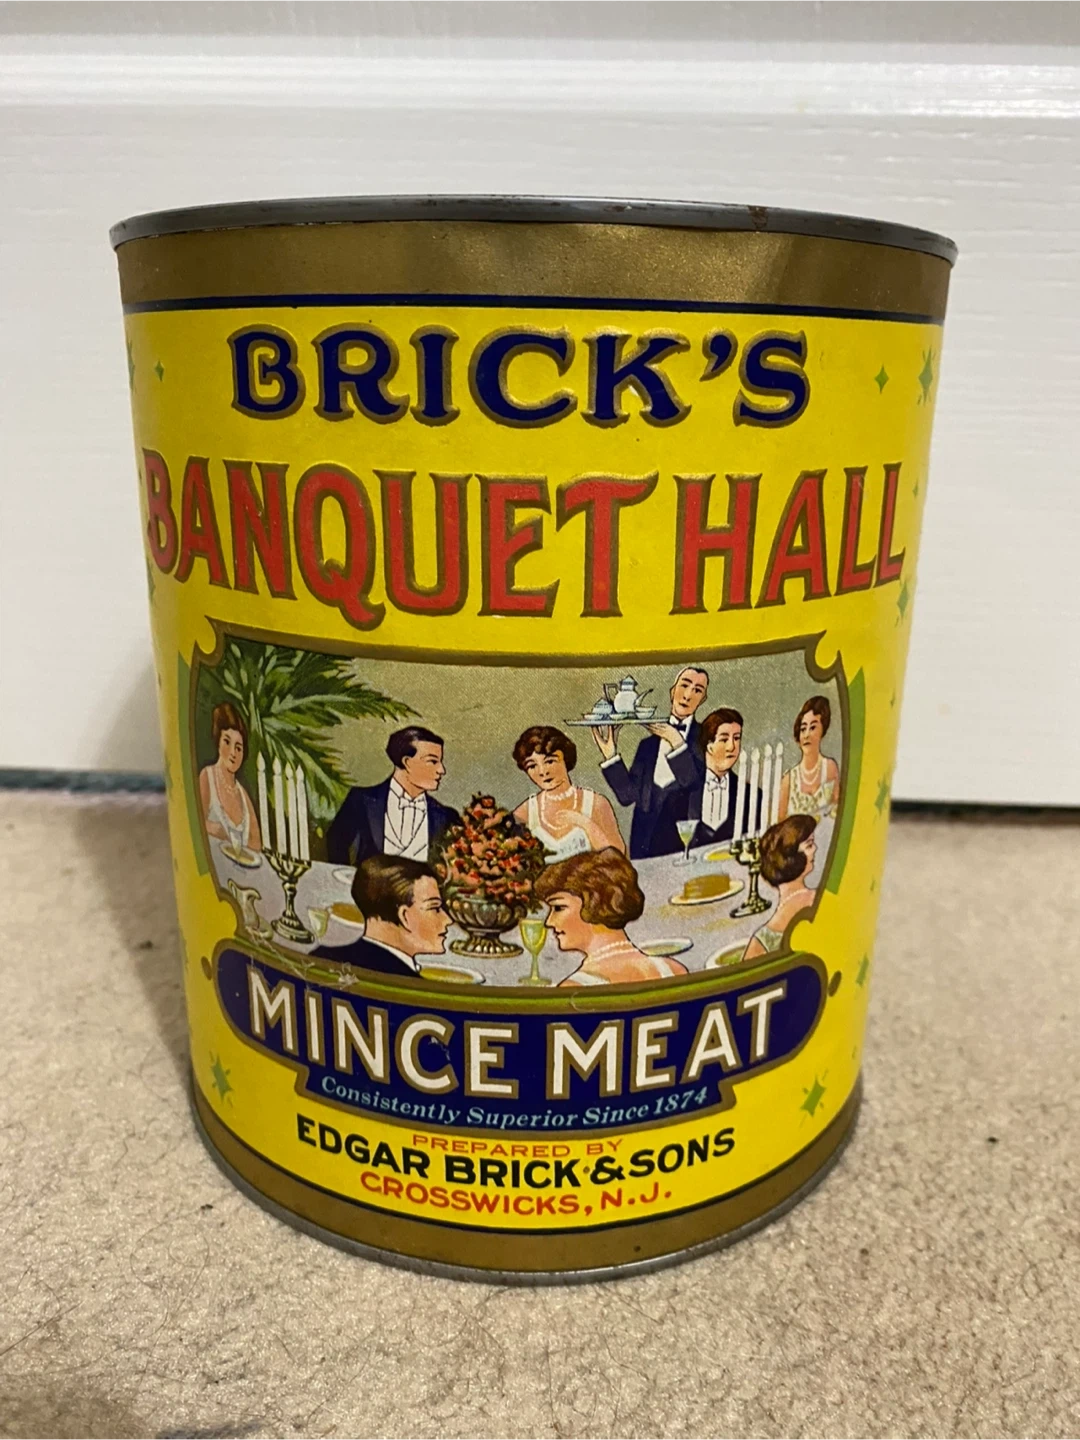 BRICK'S
BANQUET HALL
MINCE MEAT
Consistently Superior Since 1874
PREPARED BY
EDGAR BRICK & SONS
CROSSWICKS, N.J.